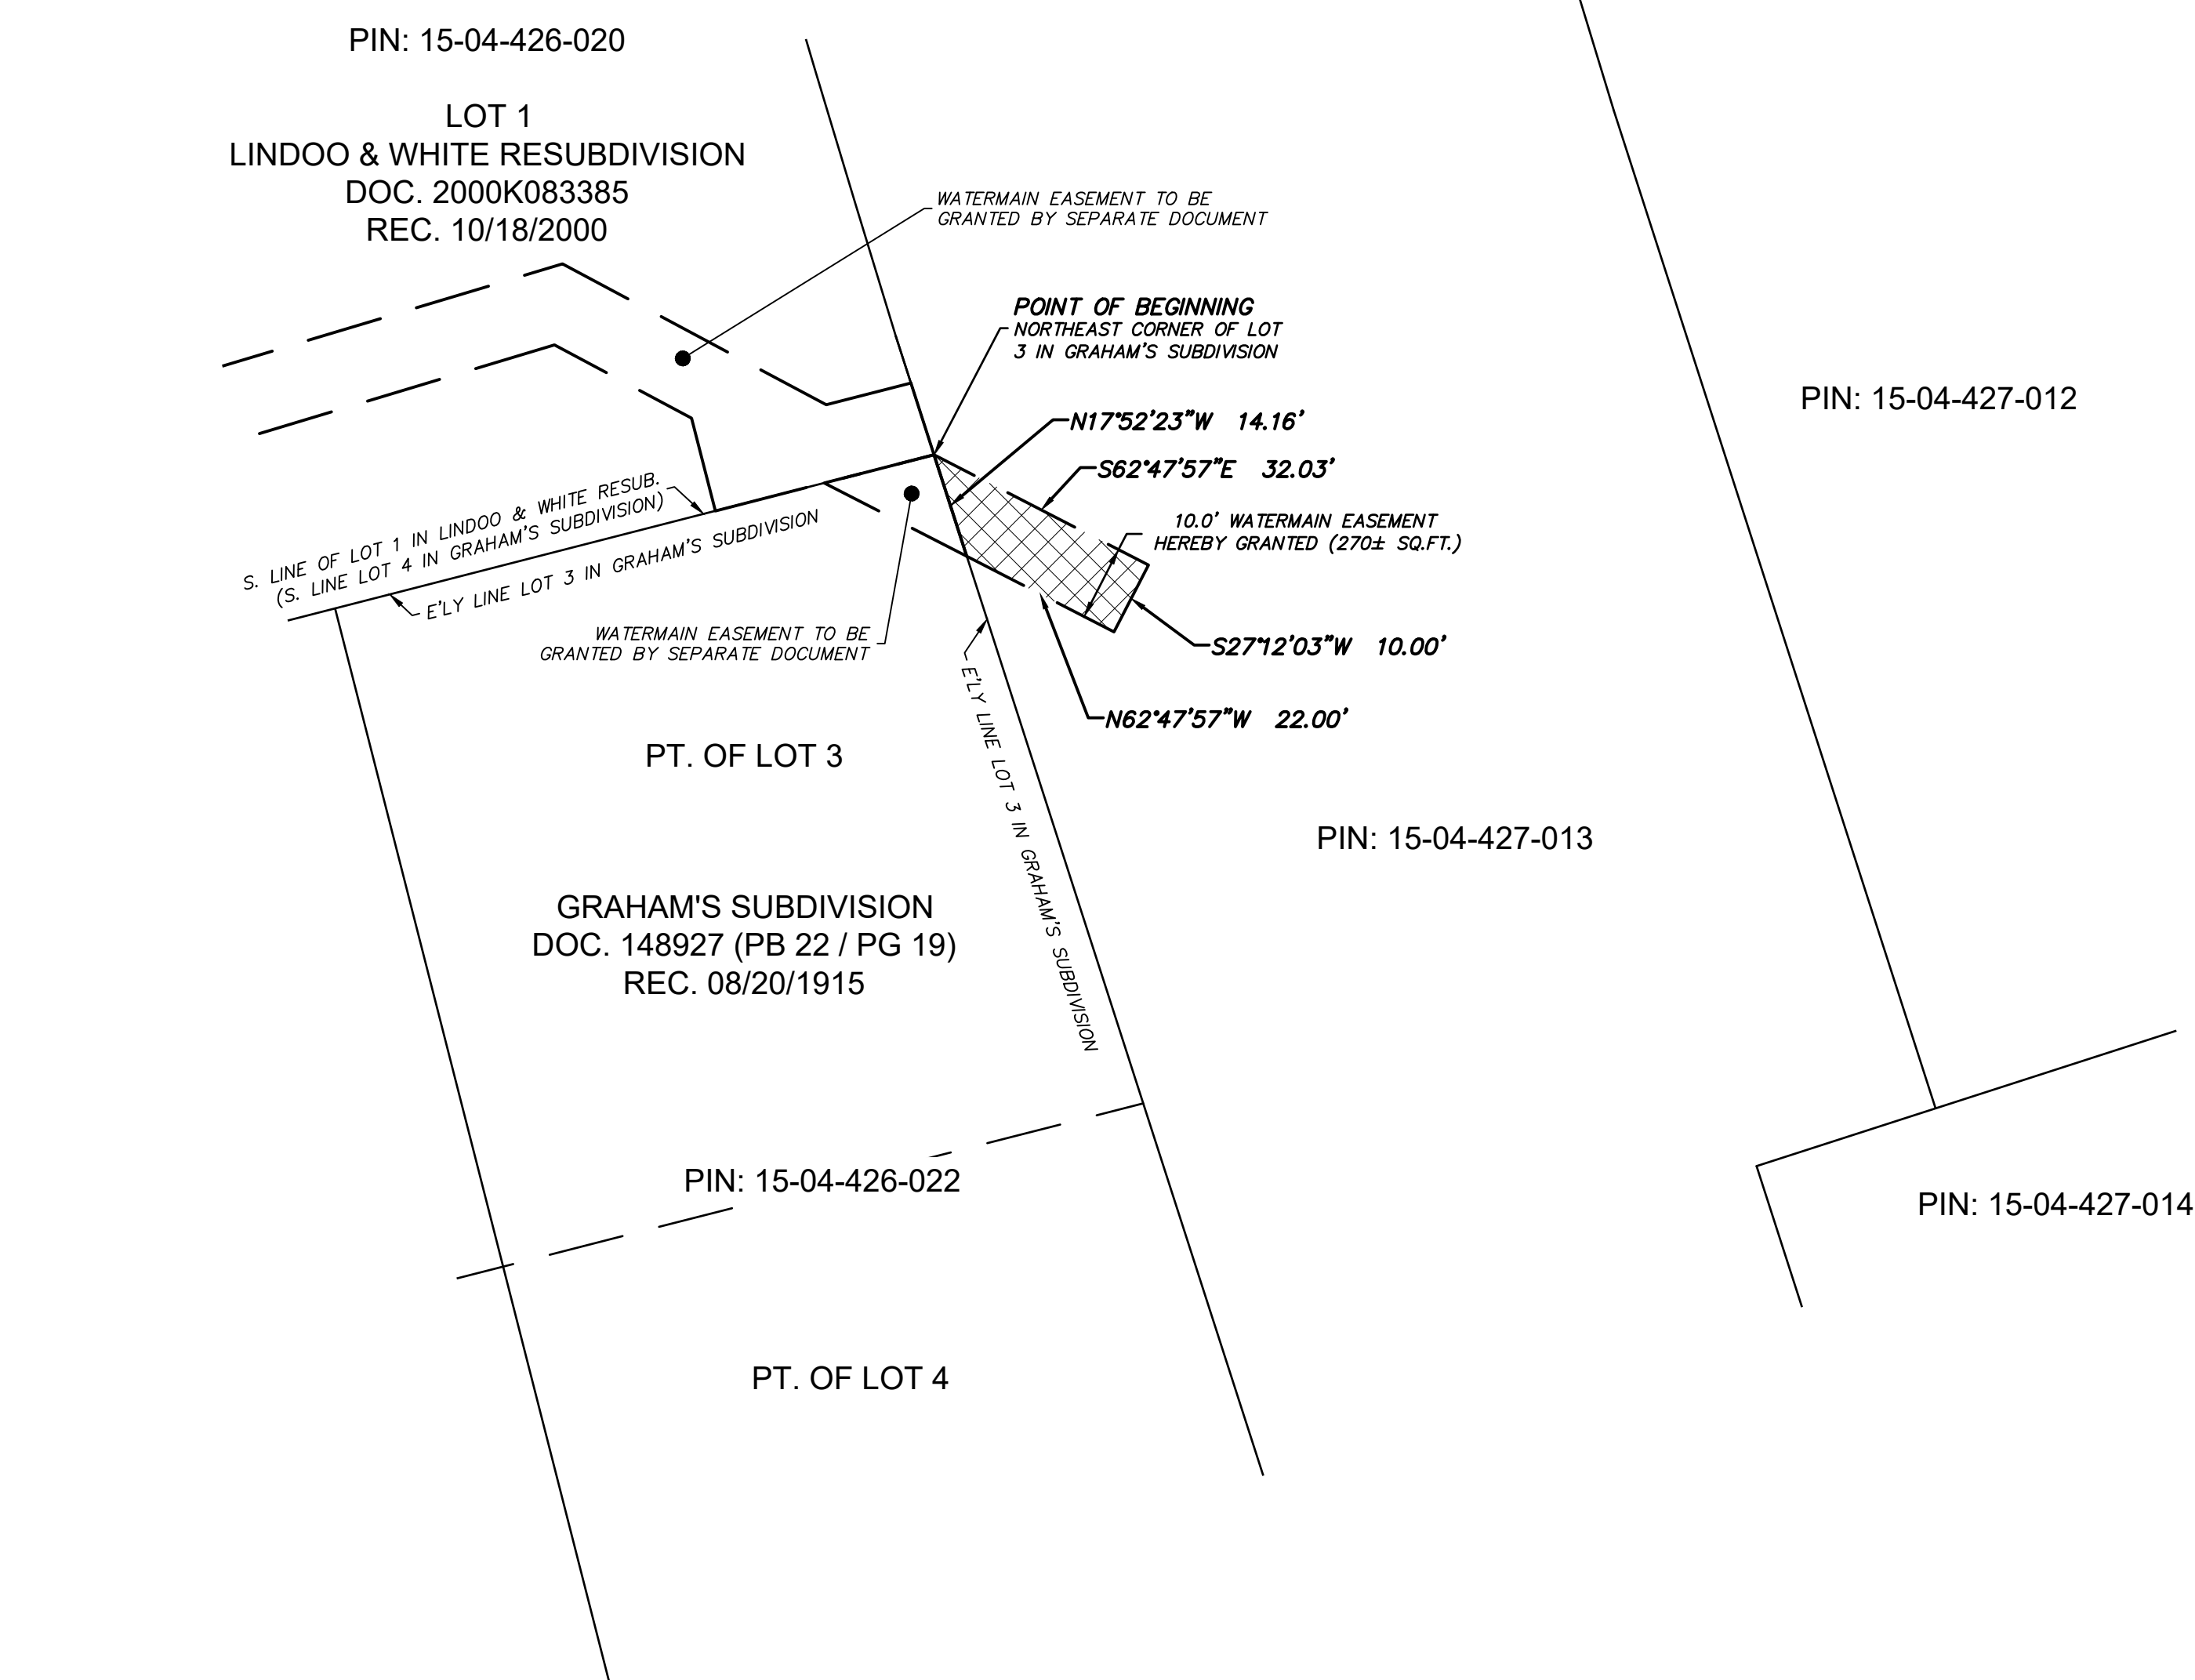 PIN: 15-04-426-020
LOT 1
LINDOO & WHITE RESUBDIVISION
DOC. 2000K083385
REC. 10/18/2000
WATERMAIN EASEMENT TO BE
GRANTED BY SEPARATE DOCUMENT
POINT OF BEGINNING
NORTHEAST CORNER OF LOT
3 IN GRAHAM'S SUBDIVISION
PIN: 15-04-427-012
N17°52'23"W 14.16'
S62°47'57"E 32.03'
10.0' WATERMAIN EASEMENT
HEREBY GRANTED (270± SQ.FT.)
S. LINE OF LOT 1 IN LINDOO & WHITE RESUB.
(S. LINE LOT 4 IN GRAHAM'S SUBDIVISION)
E'LY LINE LOT 3 IN GRAHAM'S SUBDIVISION
WATERMAIN EASEMENT TO BE
GRANTED BY SEPARATE DOCUMENT
S27°12'03"W 10.00'
N62°47'57"W 22.00'
E'LY LINE LOT 3 IN GRAHAM'S SUBDIVISION
PT. OF LOT 3
PIN: 15-04-427-013
GRAHAM'S SUBDIVISION
DOC. 148927 (PB 22 / PG 19)
REC. 08/20/1915
PIN: 15-04-426-022
PIN: 15-04-427-014
PT. OF LOT 4